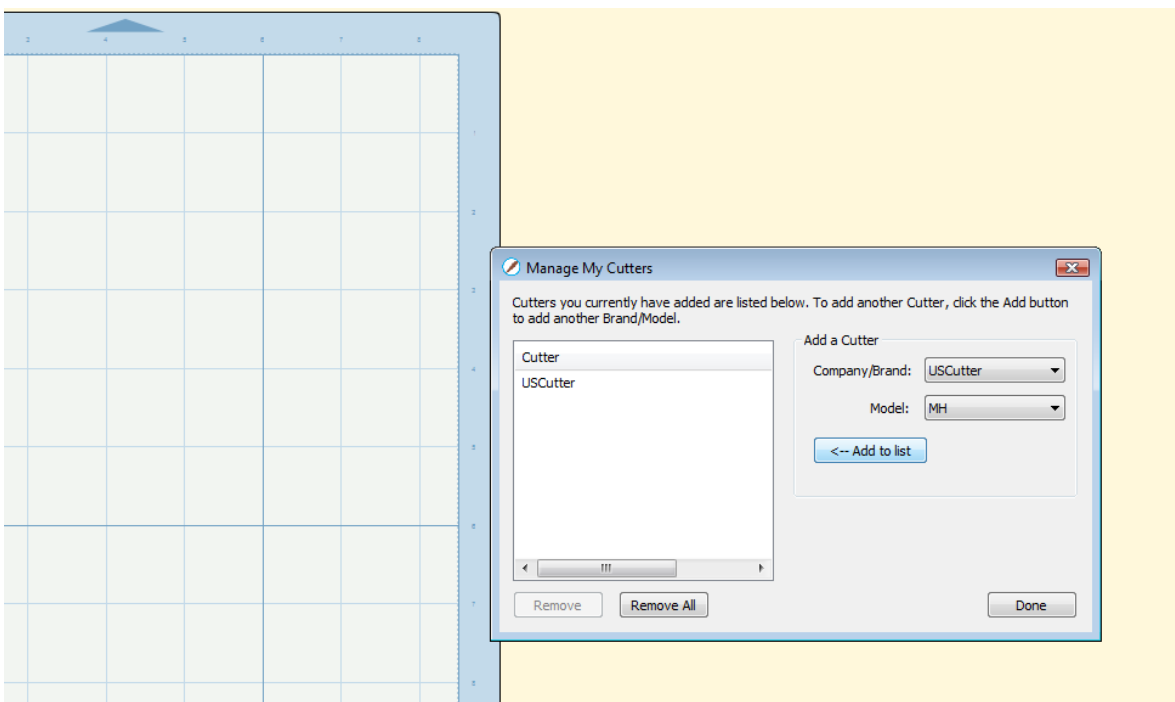 Manage My Cutters
Cutters you currently have added are listed below. To add another Cutter, click the Add button
to add another Brand/Model.
Cutter
USCutter
Add a Cutter
Company/Brand: USCutter
Model: MH
<-- Add to list
Remove
Remove All
Done